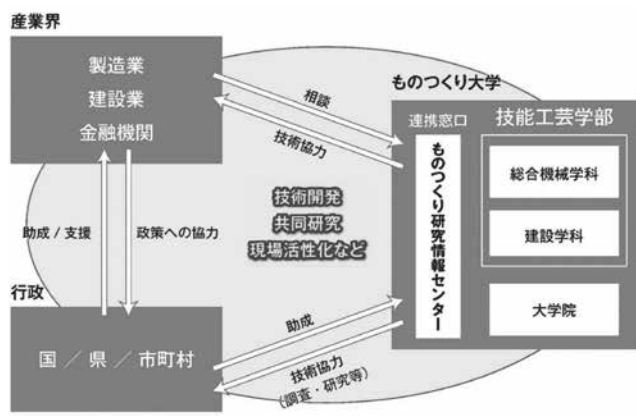 産業界
製造業
建設業
金融機関
相談
技術協力
ものつくり大学
連携窓口
ものつくり研究情報センター
技能工芸学部
総合機械学科
建設学科
大学院
技術開発
共同研究
現場活性化など
助成 / 支援
政策への協力
行政
国 ／ 県 ／ 市町村
助成
技術協力
(調査・研究等)